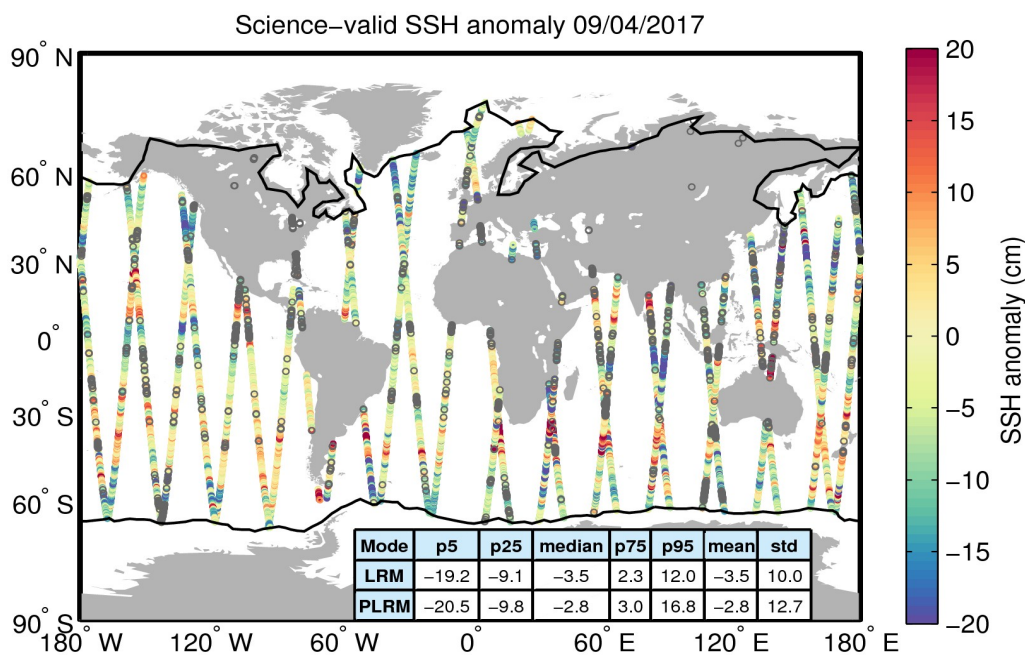 Science−valid SSH anomaly 09/04/2017
90° N
60° N
30° N
0°
30° S
60° S
90° S
180° W
120° W
60° W
0°
60° E
120° E
180° E
Mode p5 p25 median p75 p95 mean std
LRM −19.2 −9.1 −3.5 2.3 12.0 −3.5 10.0
PLRM −20.5 −9.8 −2.8 3.0 16.8 −2.8 12.7
20
15
10
5
0
−5
−10
−15
−20
SSH anomaly (cm)